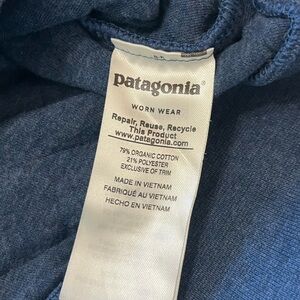 patagonia®
WORN WEAR
Repair, Reuse, Recycle
This Product
www.patagonia.com
79% ORGANIC COTTON
21% POLYESTER
EXCLUSIVE OF TRIM
MADE IN VIETNAM
FABRIQUÉ AU VIETNAM
HECHO EN VIETNAM